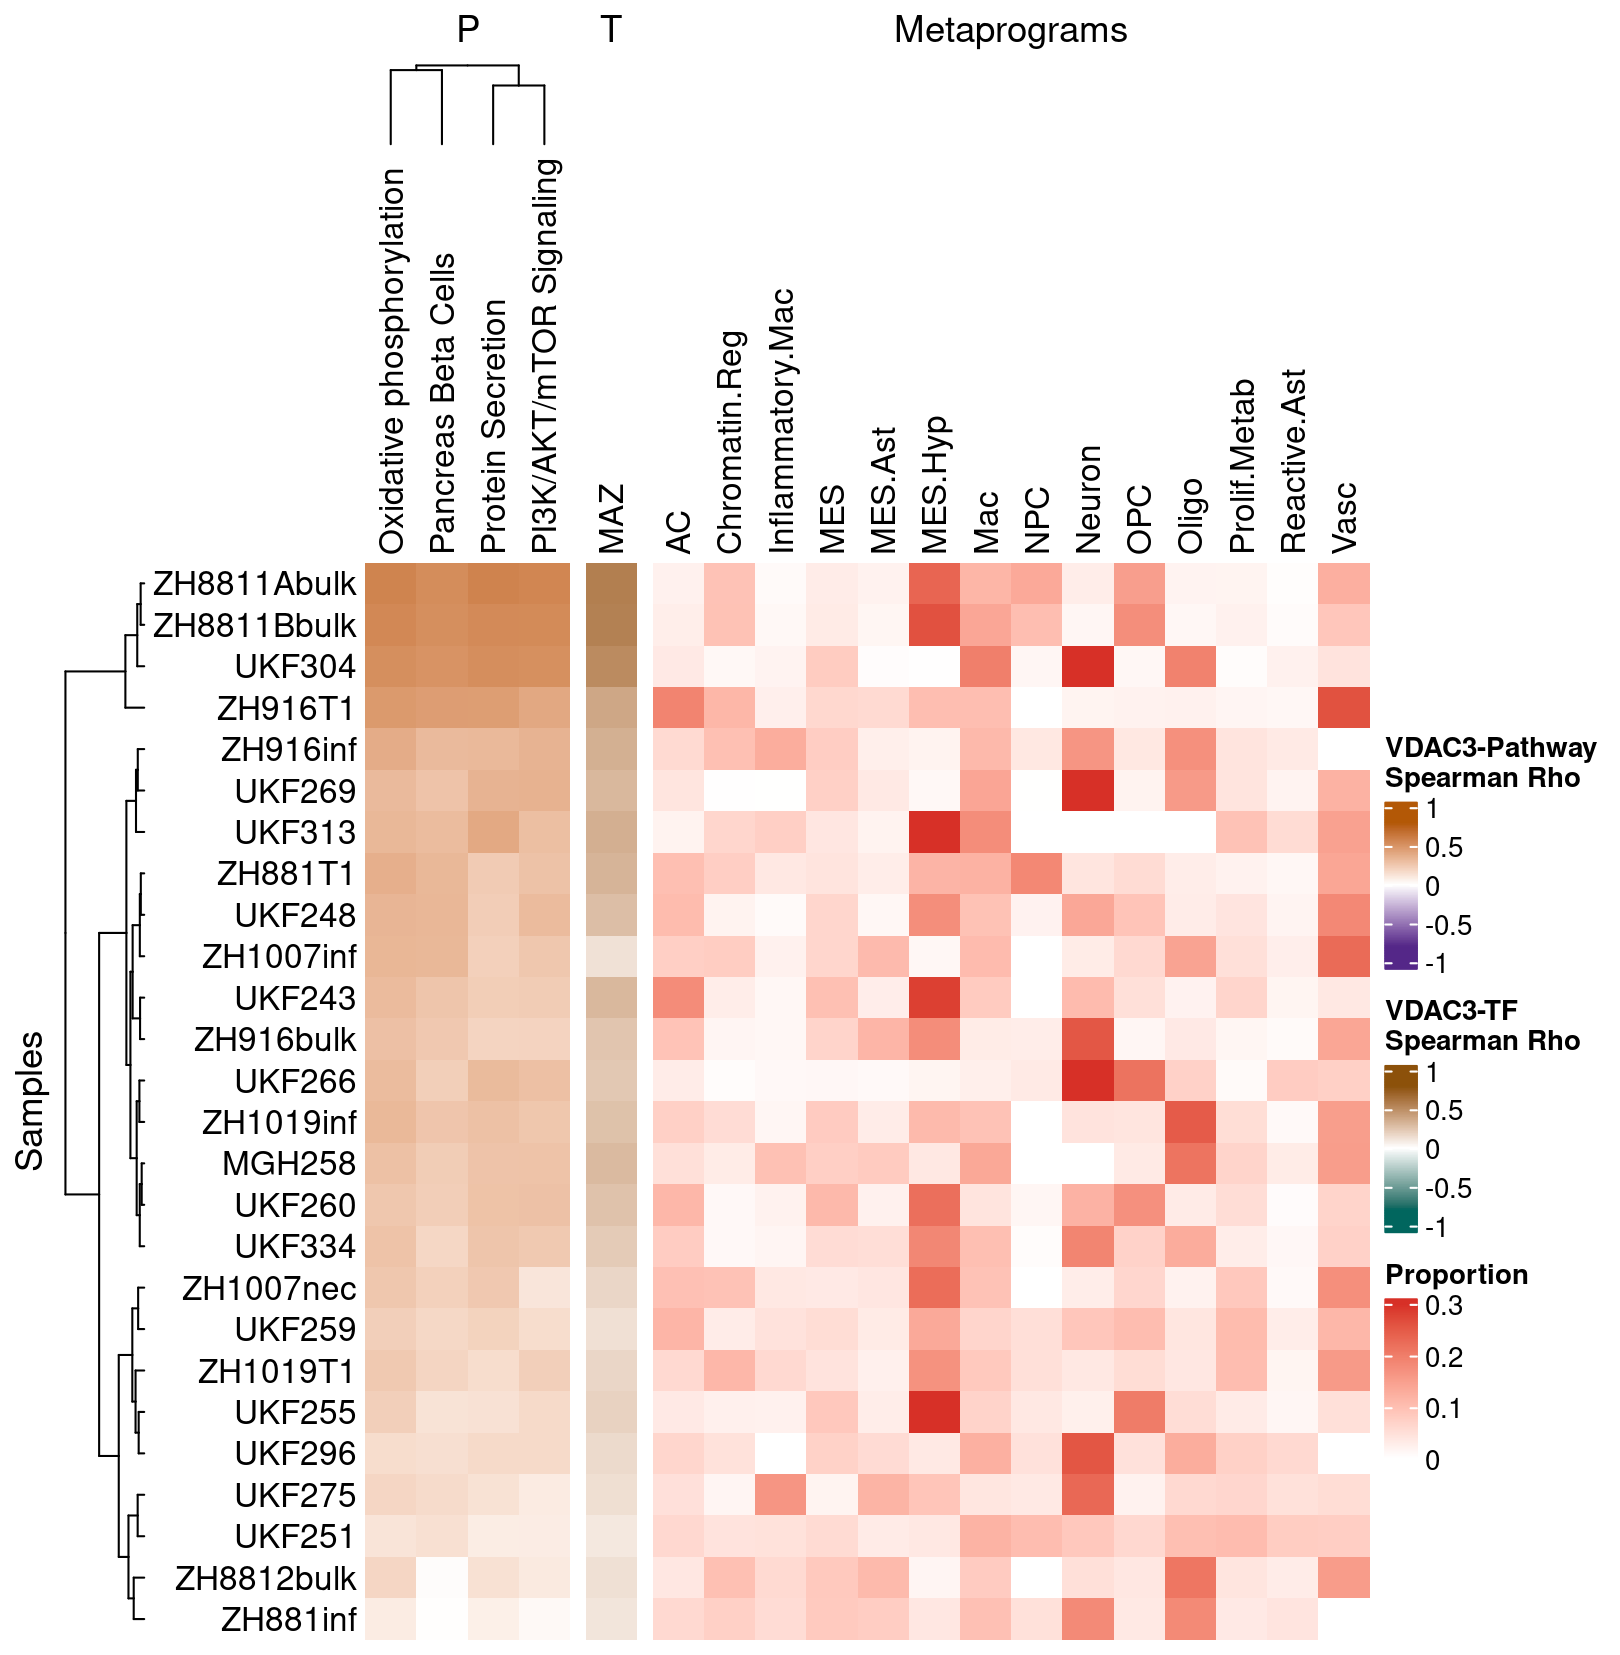 P
T
Metaprograms
Oxidative phosphorylation
Pancreas Beta Cells
Protein Secretion
PI3K/AKT/mTOR Signaling
MAZ
AC
Chromatin.Reg
Inflammatory.Mac
MES
MES.Ast
MES.Hyp
Mac
NPC
Neuron
OPC
Oligo
Prolif.Metab
Reactive.Ast
Vasc
Samples
ZH8811Abulk
ZH8811Bbulk
UKF304
ZH916T1
ZH916inf
UKF269
UKF313
ZH881T1
UKF248
ZH1007inf
UKF243
ZH916bulk
UKF266
ZH1019inf
MGH258
UKF260
UKF334
ZH1007nec
UKF259
ZH1019T1
UKF255
UKF296
UKF275
UKF251
ZH8812bulk
ZH881inf
VDAC3-Pathway
Spearman Rho
1
0.5
0
-0.5
-1
VDAC3-TF
Spearman Rho
1
0.5
0
-0.5
-1
Proportion
0.3
0.2
0.1
0